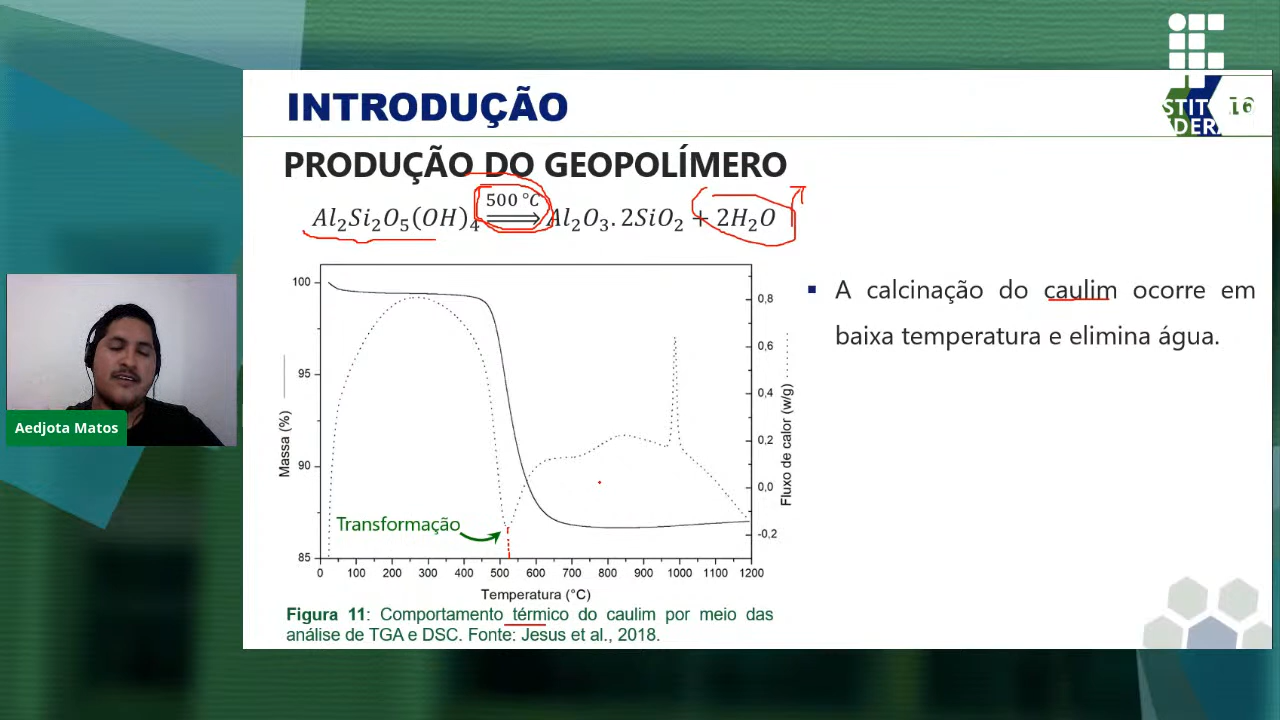 INTRODUÇÃO
16
PRODUÇÃO DO GEOPOLÍMERO
Al₂Si₂O₅(OH)₄ 500 °C ⟹ Al₂O₃.2SiO₂ + 2H₂O
A calcinação do caulim ocorre em
baixa temperatura e elimina água.
100
95
90
85
Massa (%)
0,8
0,6
0,4
0,2
0,0
-0,2
Fluxo de calor (w/g)
Transformação
0 100 200 300 400 500 600 700 800 900 1000 1100 1200
Temperatura (°C)
Figura 11: Comportamento térmico do caulim por meio das
análise de TGA e DSC. Fonte: Jesus et al., 2018.
Aedjota Matos